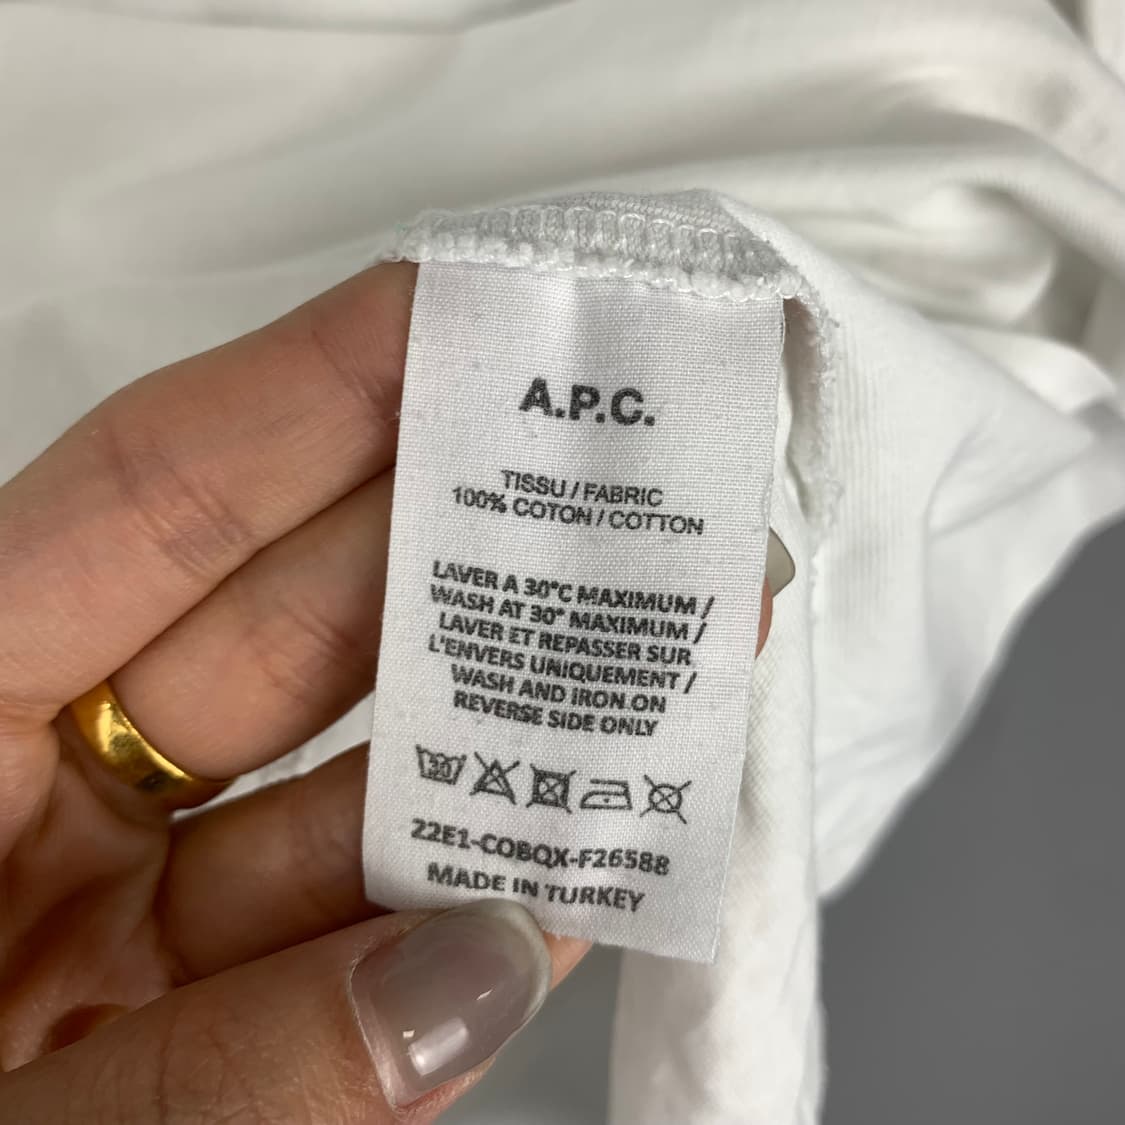 A.P.C.
TISSU / FABRIC
100% COTON / COTTON
LAVER A 30°C MAXIMUM /
WASH AT 30° MAXIMUM /
LAVER ET REPASSER SUR
L'ENVERS UNIQUEMENT /
WASH AND IRON ON
REVERSE SIDE ONLY
30
22E1-COBQX-F26588
MADE IN TURKEY